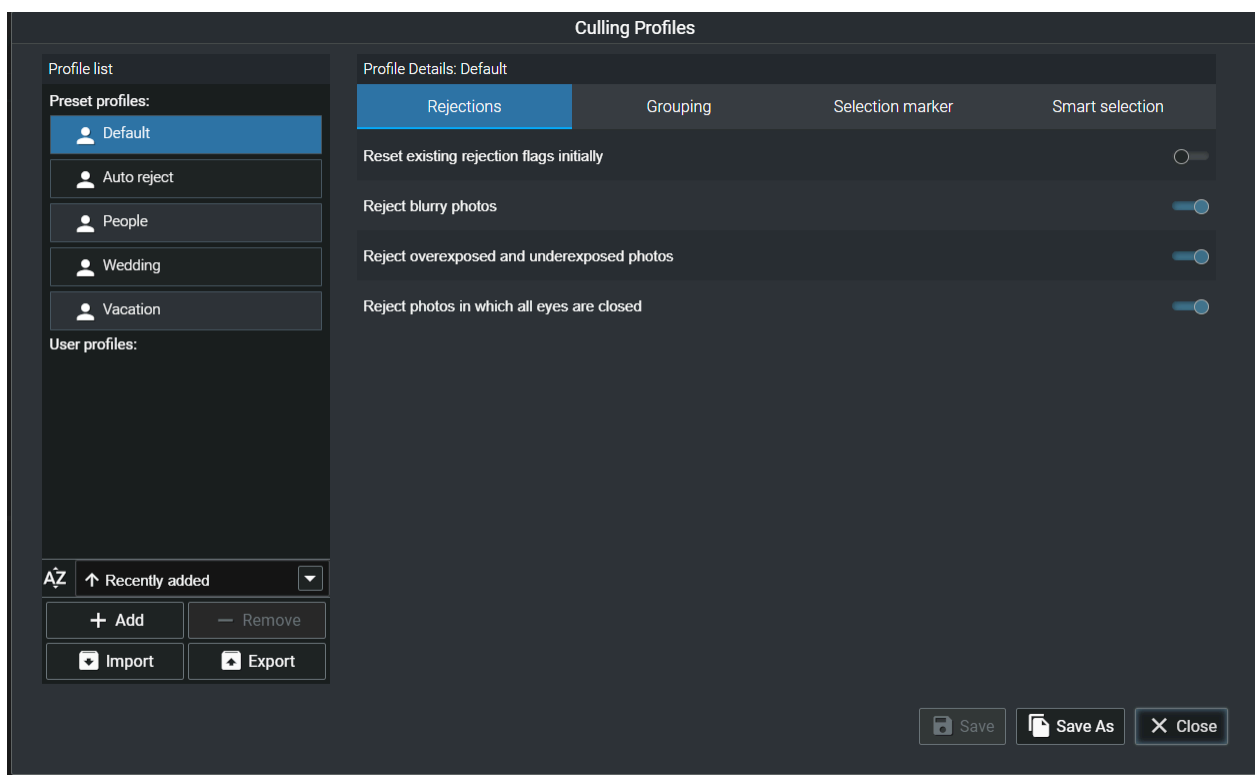 Culling Profiles
Profile list
Preset profiles:
Default
Auto reject
People
Wedding
Vacation
User profiles:
AZ
Recently added
Add
Remove
Import
Export
Profile Details: Default
Rejections
Grouping
Selection marker
Smart selection
Reset existing rejection flags initially
Reject blurry photos
Reject overexposed and underexposed photos
Reject photos in which all eyes are closed
Save
Save As
Close